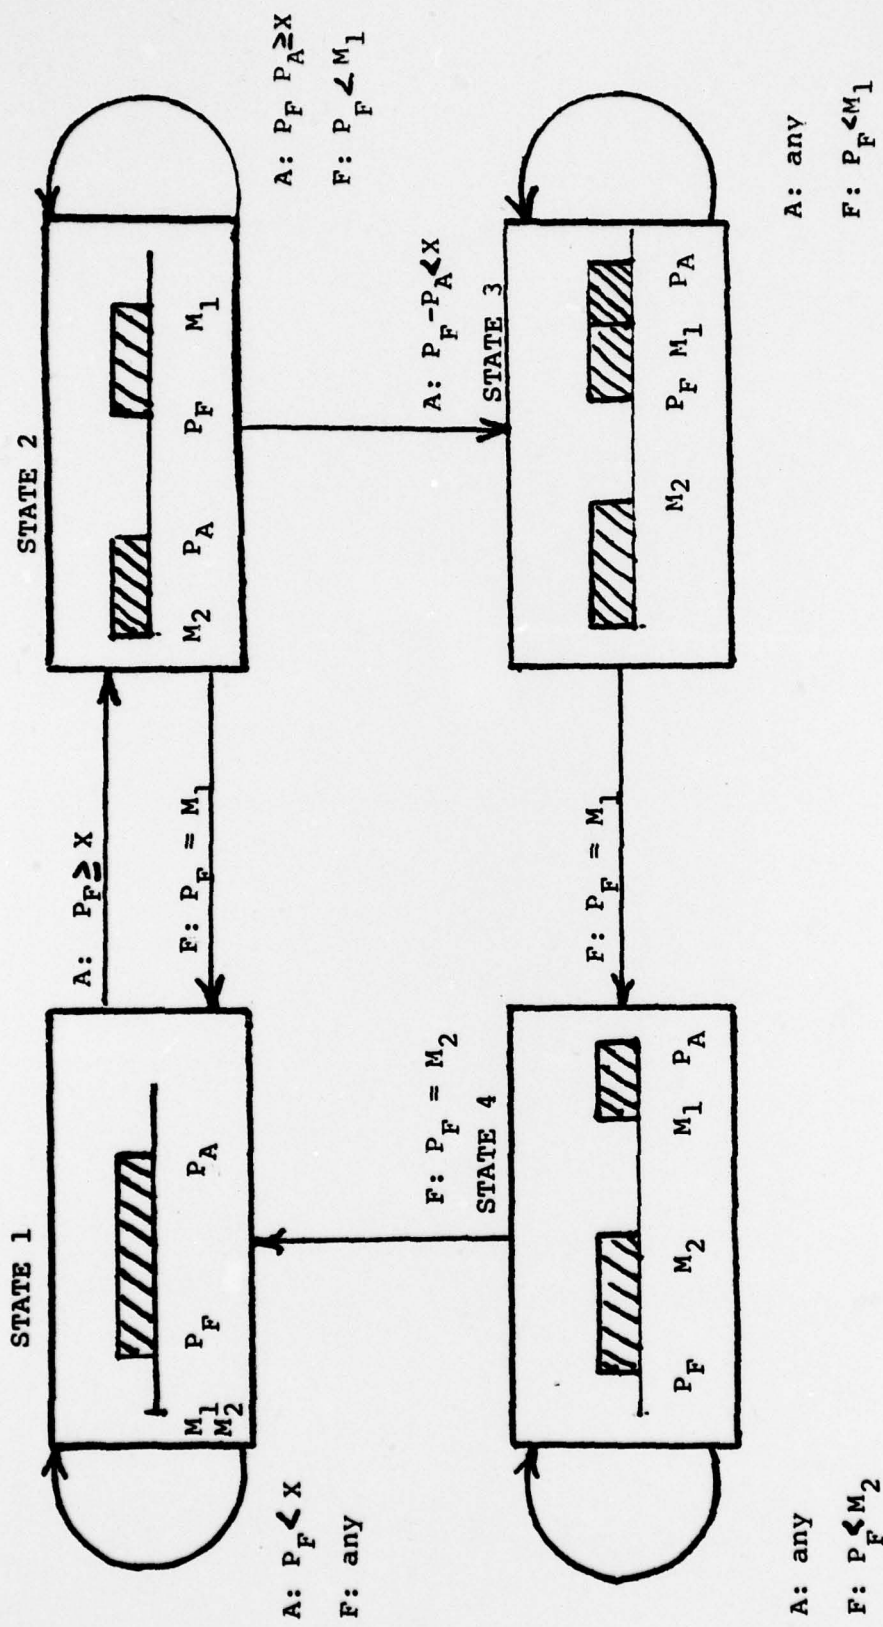 STATE 1
M1
M2
PF
PA
A: PF < X
F: any
A: PF ≥ X
F: PF = M1
STATE 2
M2
PA
PF
M1
A: PF PA ≥ X
F: PF < M1
A: PF -PA < X
STATE 3
M2
PF
M1
PA
A: any
F: PF < M1
F: PF = M1
F: PF = M2
STATE 4
PF
M2
M1
PA
A: any
F: PF < M2